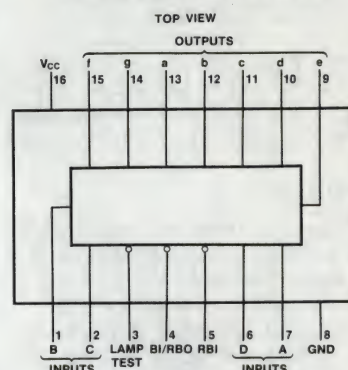 TOP VIEW
OUTPUTS
VCC f g a b c d e
16 15 14 13 12 11 10 9
1 2 3 4 5 6 7 8
B C LAMP BI/RBO RBI D A GND
TEST
INPUTS INPUTS